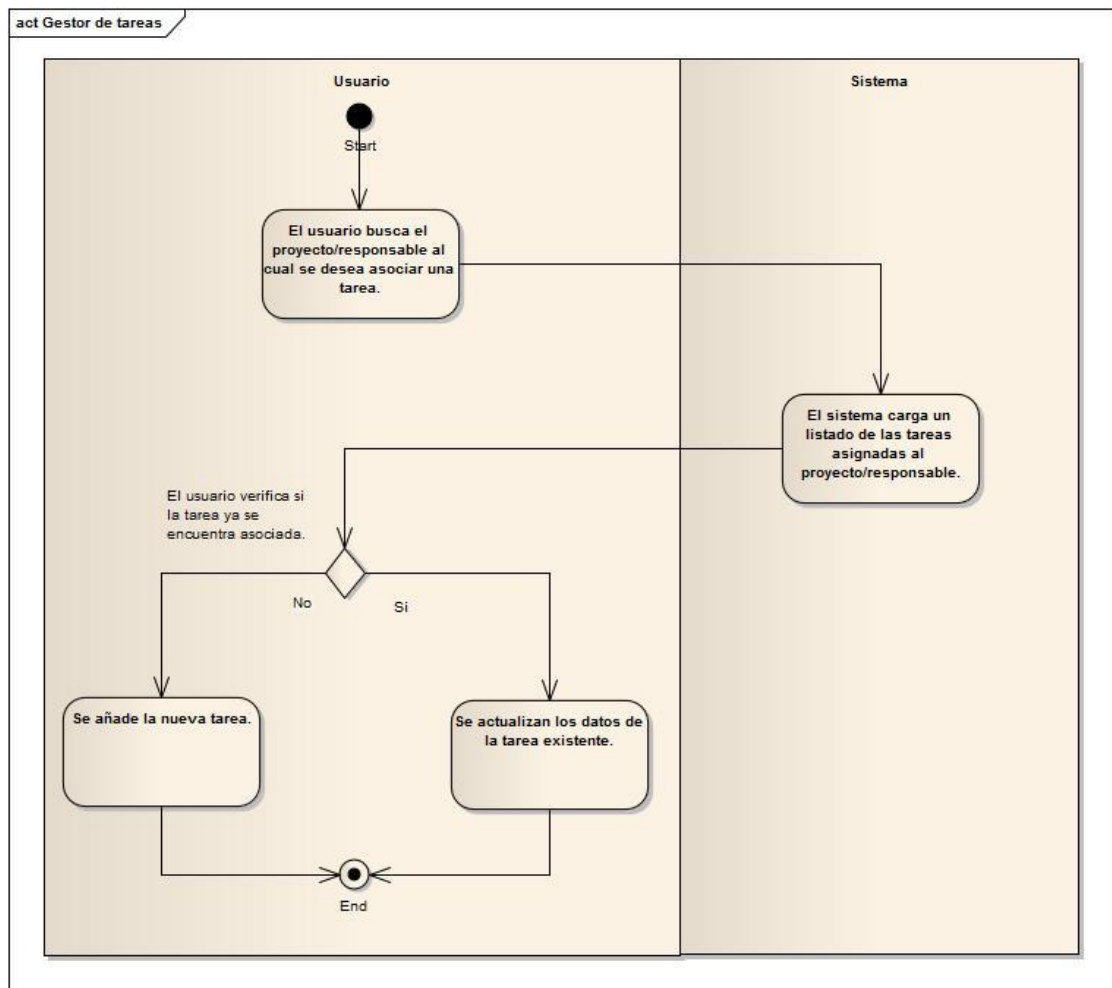 act Gestor de tareas
Usuario
Sistema
Start
El usuario busca el
proyecto/responsable al
cual se desea asociar una
tarea.
El sistema carga un
listado de las tareas
asignadas al
proyecto/responsable.
El usuario verifica si
la tarea ya se
encuentra asociada.
No
Si
Se añade la nueva tarea.
Se actualizan los datos de
la tarea existente.
End